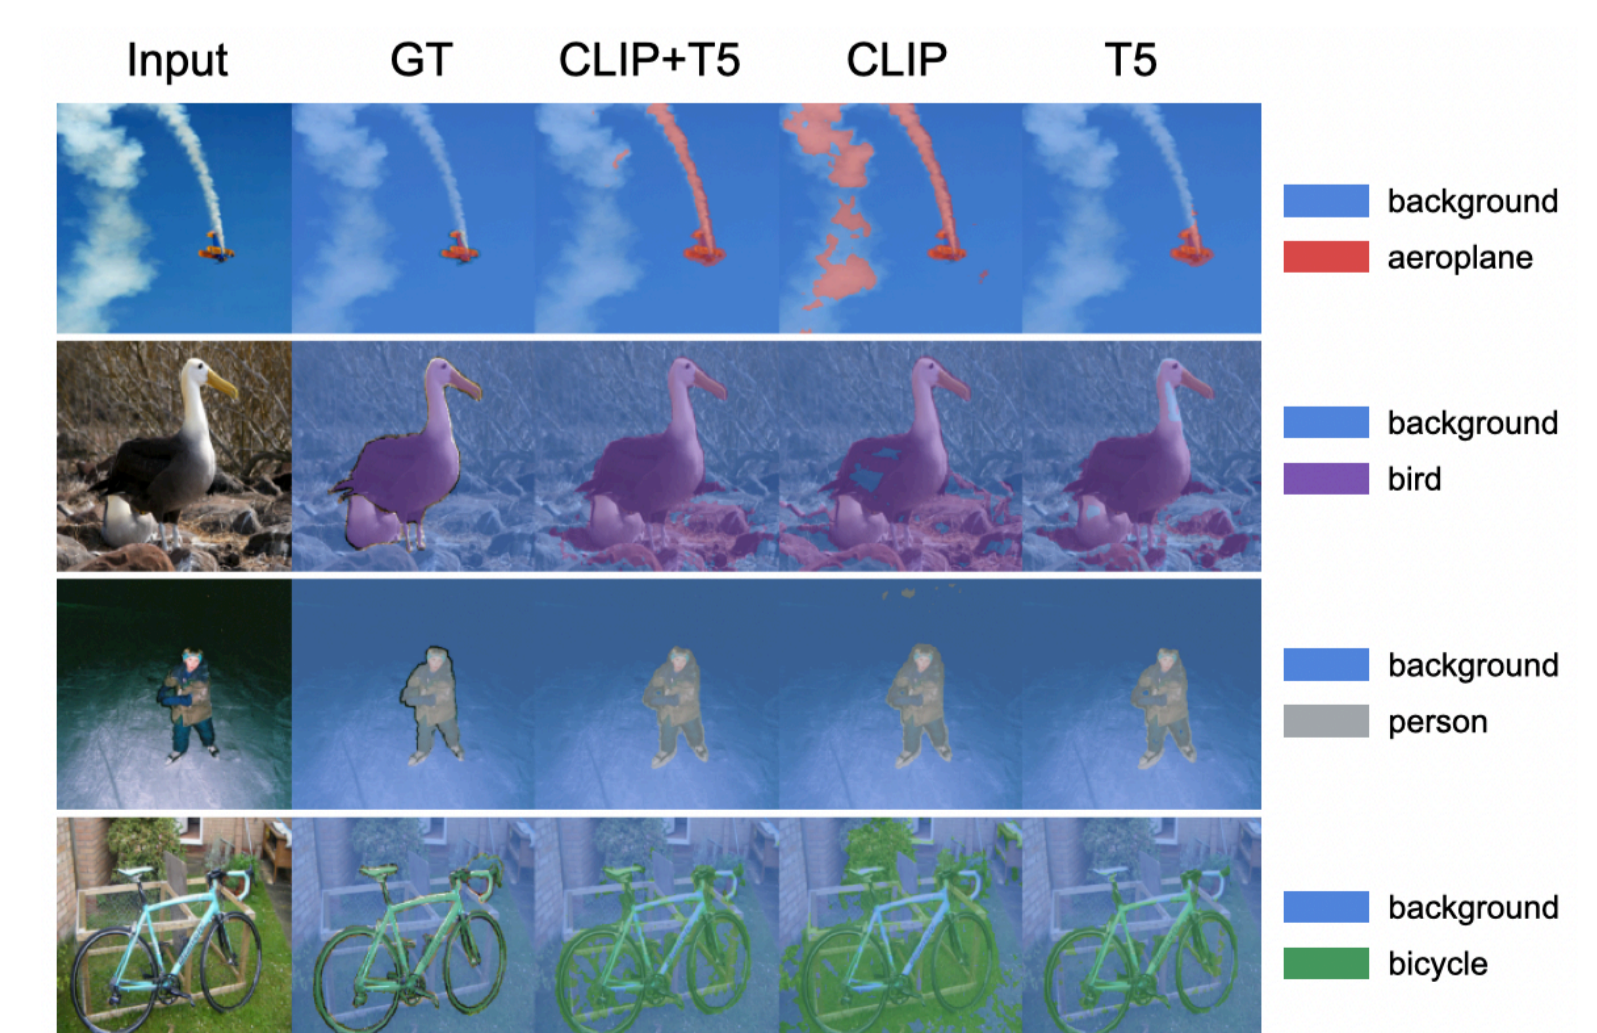 Input GT CLIP+T5 CLIP T5
background
aeroplane
background
bird
background
person
background
bicycle